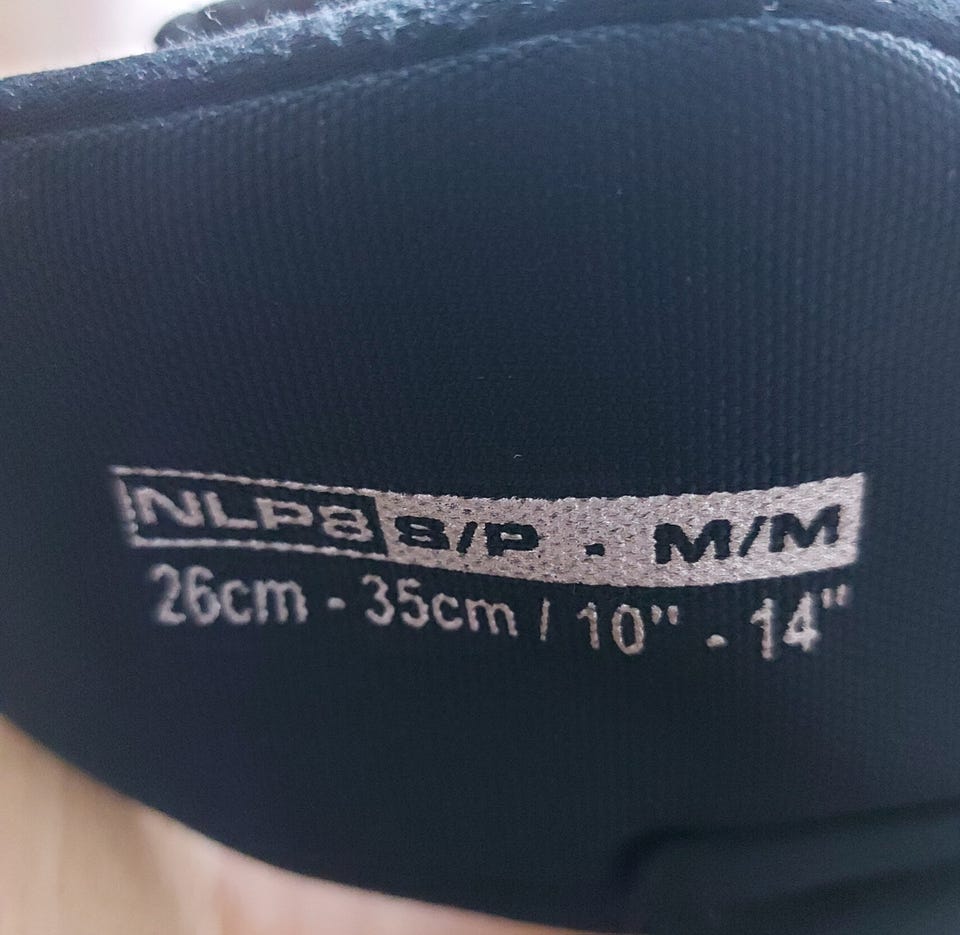 NLP8 S/P - M/M
26cm - 35cm / 10" - 14"